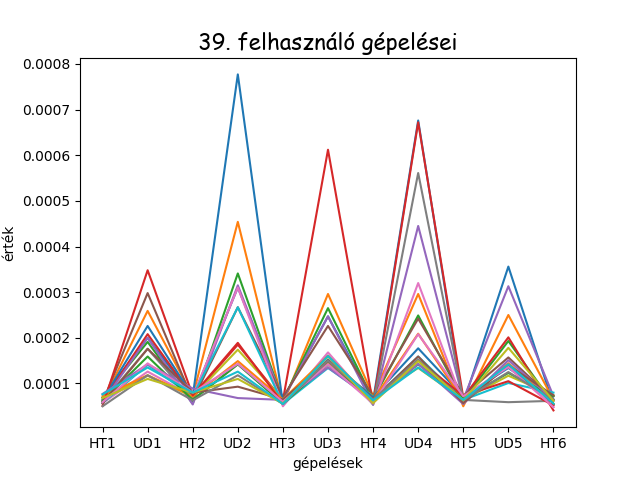 39. felhasználó gépelései
0.0008
0.0007
0.0006
0.0005
0.0004
0.0003
0.0002
0.0001
érték
HT1 UD1 HT2 UD2 HT3 UD3 HT4 UD4 HT5 UD5 HT6
gépelések